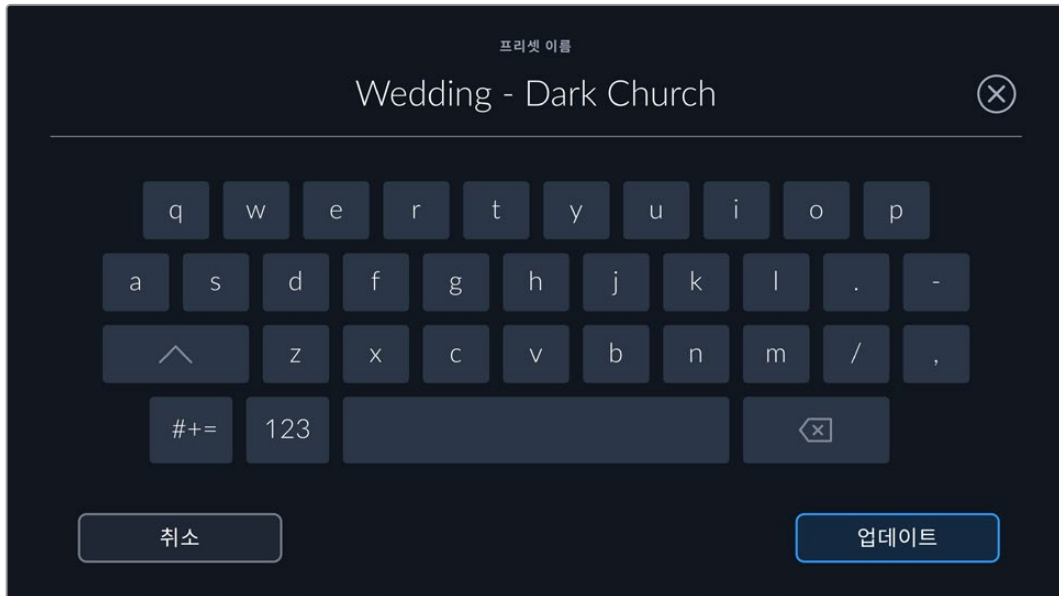 프리셋 이름
Wedding - Dark Church
q w e r t y u i o p
a s d f g h j k l . -
z x c v b n m / ,
#+= 123
취소 업데이트